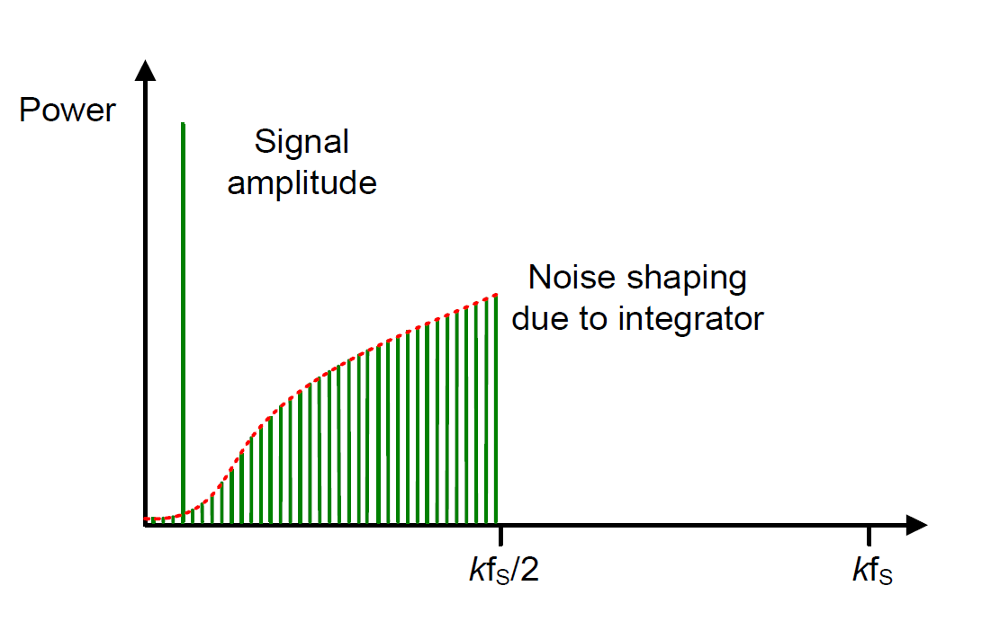 Power
Signal
amplitude
Noise shaping
due to integrator
kfS/2
kfS